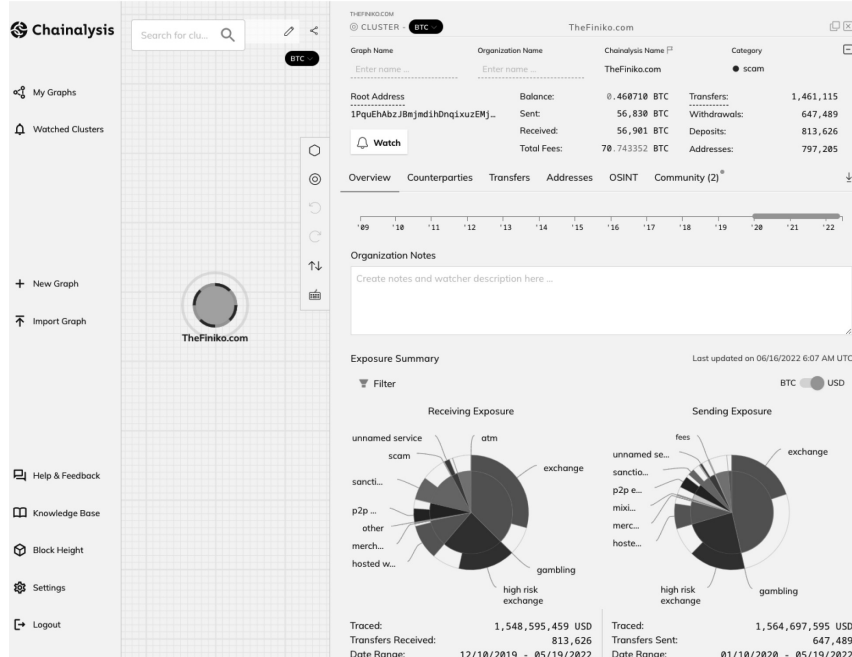 Chainalysis
Search for clu...
BTC
My Graphs
Watched Clusters
New Graph
Import Graph
Help & Feedback
Knowledge Base
Block Height
Settings
Logout
TheFiniko.com
THEFINIKO.COM
CLUSTER - BTC
TheFiniko.com
Graph Name Organization Name Chainalysis Name Category
Enter name ... Enter name ... TheFiniko.com scam
Root Address Balance: 0.460710 BTC Transfers: 1,461,115
1PquEhAbzJBmjmdihDnqixuzEMj… Sent: 56,830 BTC Withdrawals: 647,489
Received: 56,901 BTC Deposits: 813,626
Watch Total Fees: 70.743352 BTC Addresses: 797,205
Overview Counterparties Transfers Addresses OSINT Community (2)
'09 '10 '11 '12 '13 '14 '15 '16 '17 '18 '19 '20 '21 '22
Organization Notes
Create notes and watcher description here ...
Exposure Summary Last updated on 06/16/2022 6:07 AM UTC
Filter BTC USD
Receiving Exposure
unnamed service
atm
scam
exchange
sancti...
p2p ...
other
merch...
hosted w...
gambling
high risk
exchange
Sending Exposure
fees
unnamed se...
exchange
sanctio...
p2p e...
mixi...
merc...
hoste...
high risk
exchange
gambling
Traced: 1,548,595,459 USD
Transfers Received: 813,626
Date Range: 12/10/2019 - 05/19/2022
Traced: 1,564,697,595 USD
Transfers Sent: 647,489
Date Range: 01/10/2020 - 05/19/2022